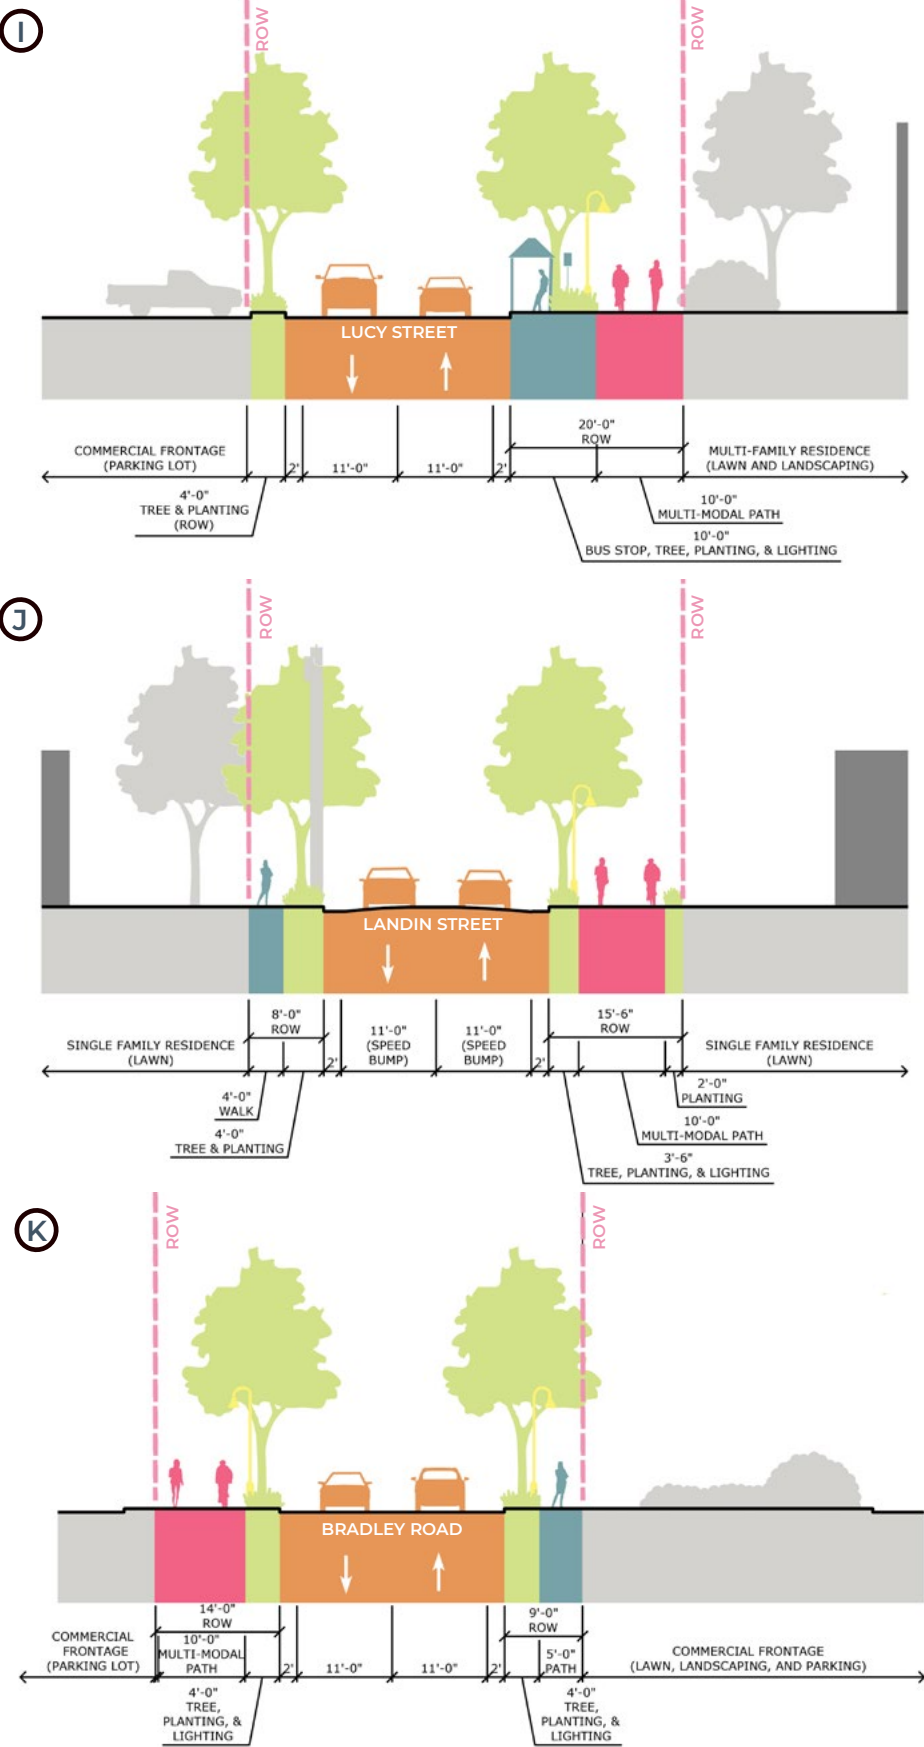 I
ROW
ROW
LUCY STREET
20'-0"
ROW
COMMERCIAL FRONTAGE
(PARKING LOT)
2'
11'-0"
11'-0"
2'
MULTI-FAMILY RESIDENCE
(LAWN AND LANDSCAPING)
4'-0"
TREE & PLANTING
(ROW)
10'-0"
MULTI-MODAL PATH
10'-0"
BUS STOP, TREE, PLANTING, & LIGHTING
J
ROW
ROW
LANDIN STREET
8'-0"
ROW
15'-6"
ROW
SINGLE FAMILY RESIDENCE
(LAWN)
2'
11'-0"
(SPEED
BUMP)
11'-0"
(SPEED
BUMP)
2'
SINGLE FAMILY RESIDENCE
(LAWN)
4'-0"
WALK
4'-0"
TREE & PLANTING
2'-0"
PLANTING
10'-0"
MULTI-MODAL PATH
3'-6"
TREE, PLANTING, & LIGHTING
K
ROW
ROW
BRADLEY ROAD
14'-0"
ROW
9'-0"
ROW
COMMERCIAL
FRONTAGE
(PARKING LOT)
10'-0"
MULTI-MODAL
PATH
2'
11'-0"
11'-0"
2'
5'-0"
PATH
COMMERCIAL FRONTAGE
(LAWN, LANDSCAPING, AND PARKING)
4'-0"
TREE,
PLANTING, &
LIGHTING
4'-0"
TREE,
PLANTING, &
LIGHTING